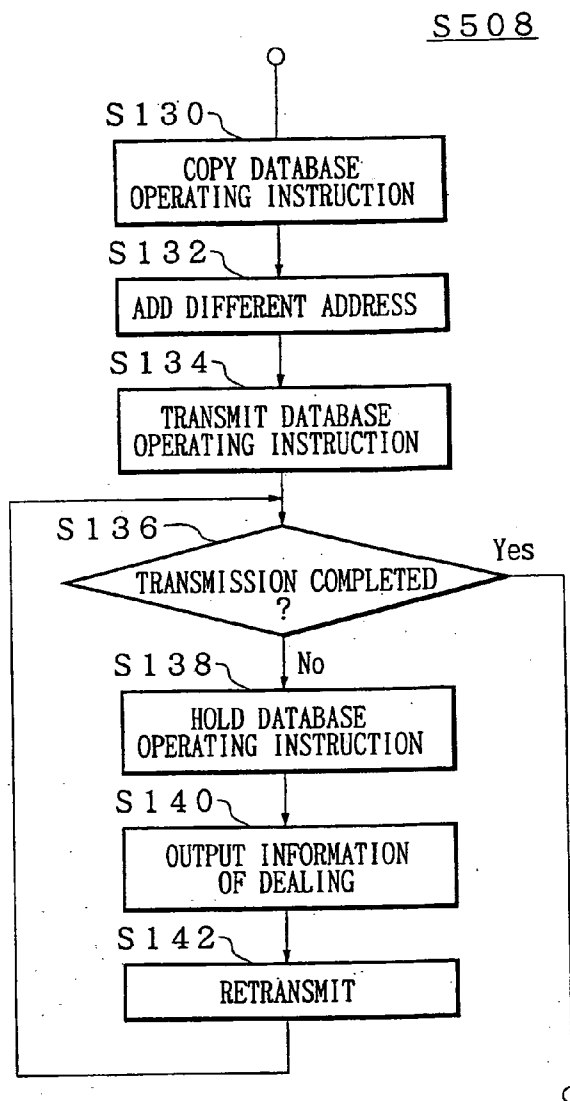 S508
S130
COPY DATABASE
OPERATING INSTRUCTION
S132
ADD DIFFERENT ADDRESS
S134
TRANSMIT DATABASE
OPERATING INSTRUCTION
S136
Yes
TRANSMISSION COMPLETED
?
No
S138
HOLD DATABASE
OPERATING INSTRUCTION
S140
OUTPUT INFORMATION
OF DEALING
S142
RETRANSMIT